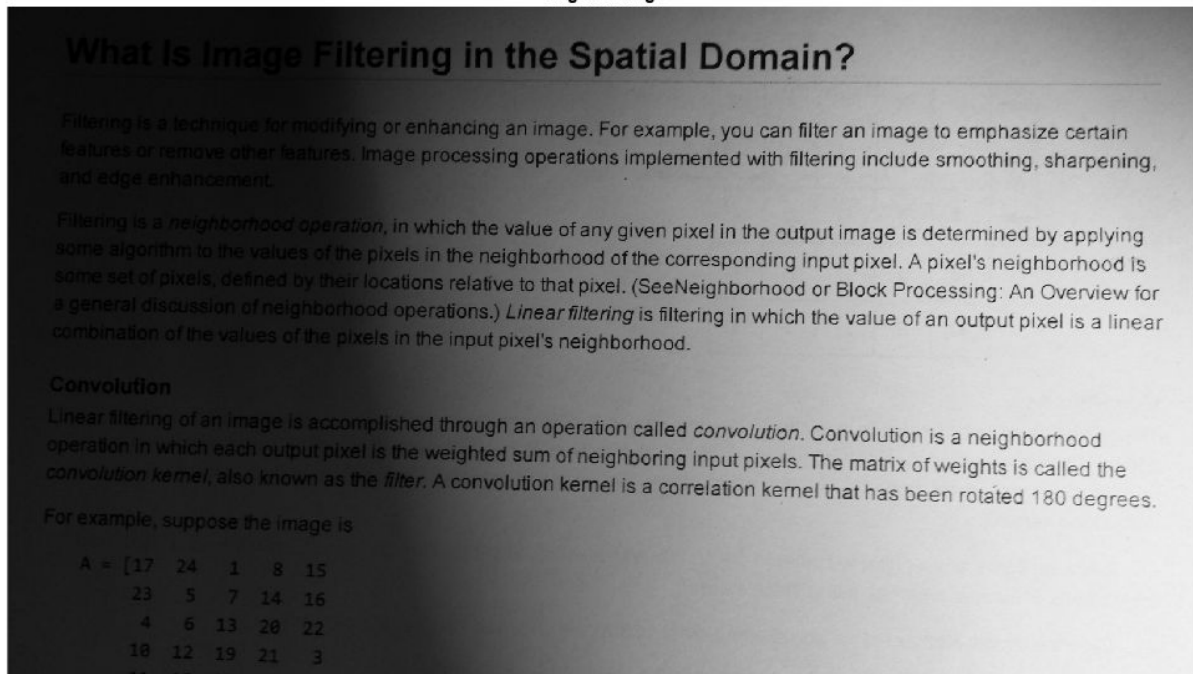 What Is Image Filtering in the Spatial Domain?
Filtering is a technique for modifying or enhancing an image. For example, you can filter an image to emphasize certain
features or remove other features. Image processing operations implemented with filtering include smoothing, sharpening,
and edge enhancement.
Filtering is a neighborhood operation, in which the value of any given pixel in the output image is determined by applying
some algorithm to the values of the pixels in the neighborhood of the corresponding input pixel. A pixel's neighborhood is
some set of pixels, defined by their locations relative to that pixel. (SeeNeighborhood or Block Processing: An Overview for
a general discussion of neighborhood operations.) Linear filtering is filtering in which the value of an output pixel is a linear
combination of the values of the pixels in the input pixel's neighborhood.
Convolution
Linear filtering of an image is accomplished through an operation called convolution. Convolution is a neighborhood
operation in which each output pixel is the weighted sum of neighboring input pixels. The matrix of weights is called the
convolution kernel, also known as the filter. A convolution kernel is a correlation kernel that has been rotated 180 degrees.
For example, suppose the image is
A = [17 24 1 8 15
23 5 7 14 16
4 6 13 20 22
10 12 19 21 3